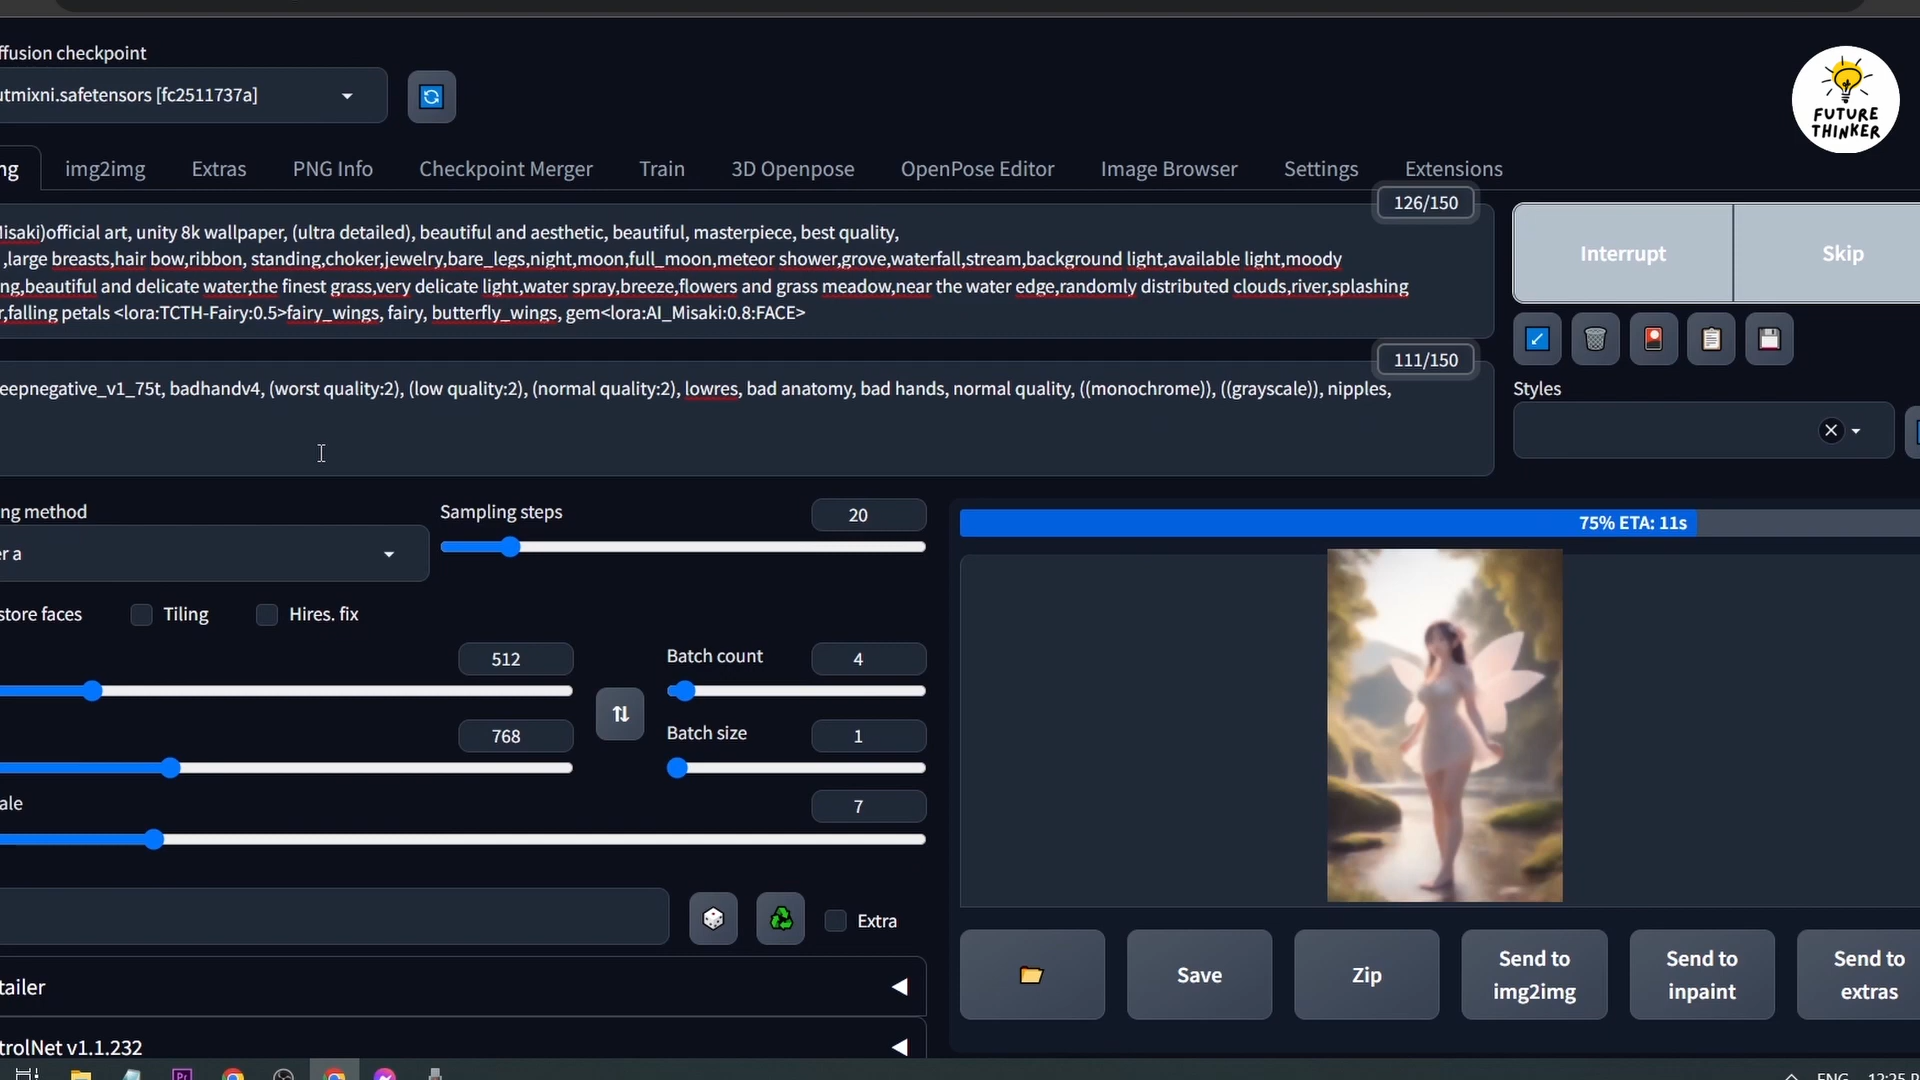 ffusion checkpoint
utmixni.safetensors [fc2511737a]
FUTURE
THINKER
ng
img2img
Extras
PNG Info
Checkpoint Merger
Train
3D Openpose
OpenPose Editor
Image Browser
Settings
Extensions
126/150
Misaki)official art, unity 8k wallpaper, (ultra detailed), beautiful and aesthetic, beautiful, masterpiece, best quality,
,large breasts,hair bow,ribbon, standing,choker,jewelry,bare_legs,night,moon,full_moon,meteor shower,grove,waterfall,stream,background light,available light,moody
ng,beautiful and delicate water,the finest grass,very delicate light,water spray,breeze,flowers and grass meadow,near the water edge,randomly distributed clouds,river,splashing
r,falling petals <lora:TCTH-Fairy:0.5>fairy_wings, fairy, butterfly_wings, gem<lora:AI_Misaki:0.8:FACE>
Interrupt
Skip
111/150
eepnegative_v1_75t, badhandv4, (worst quality:2), (low quality:2), (normal quality:2), lowres, bad anatomy, bad hands, normal quality, ((monochrome)), ((grayscale)), nipples,
Styles
ng method
er a
Sampling steps
20
75% ETA: 11s
store faces
Tiling
Hires. fix
512
Batch count
4
768
Batch size
1
ale
7
Extra
tailer
trolNet v1.1.232
Save
Zip
Send to
img2img
Send to
inpaint
Send to
extras
ENG
12:25 P